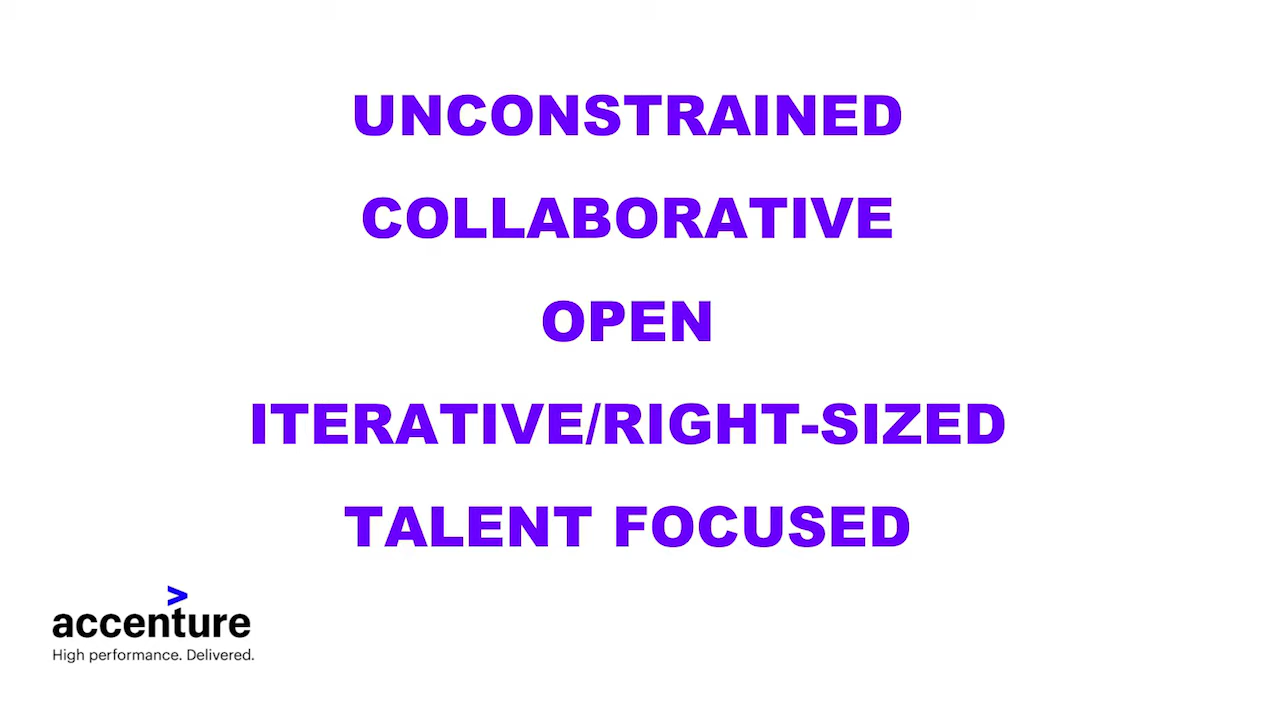 UNCONSTRAINED
COLLABORATIVE
OPEN
ITERATIVE/RIGHT-SIZED
TALENT FOCUSED
>
accenture
High performance. Delivered.